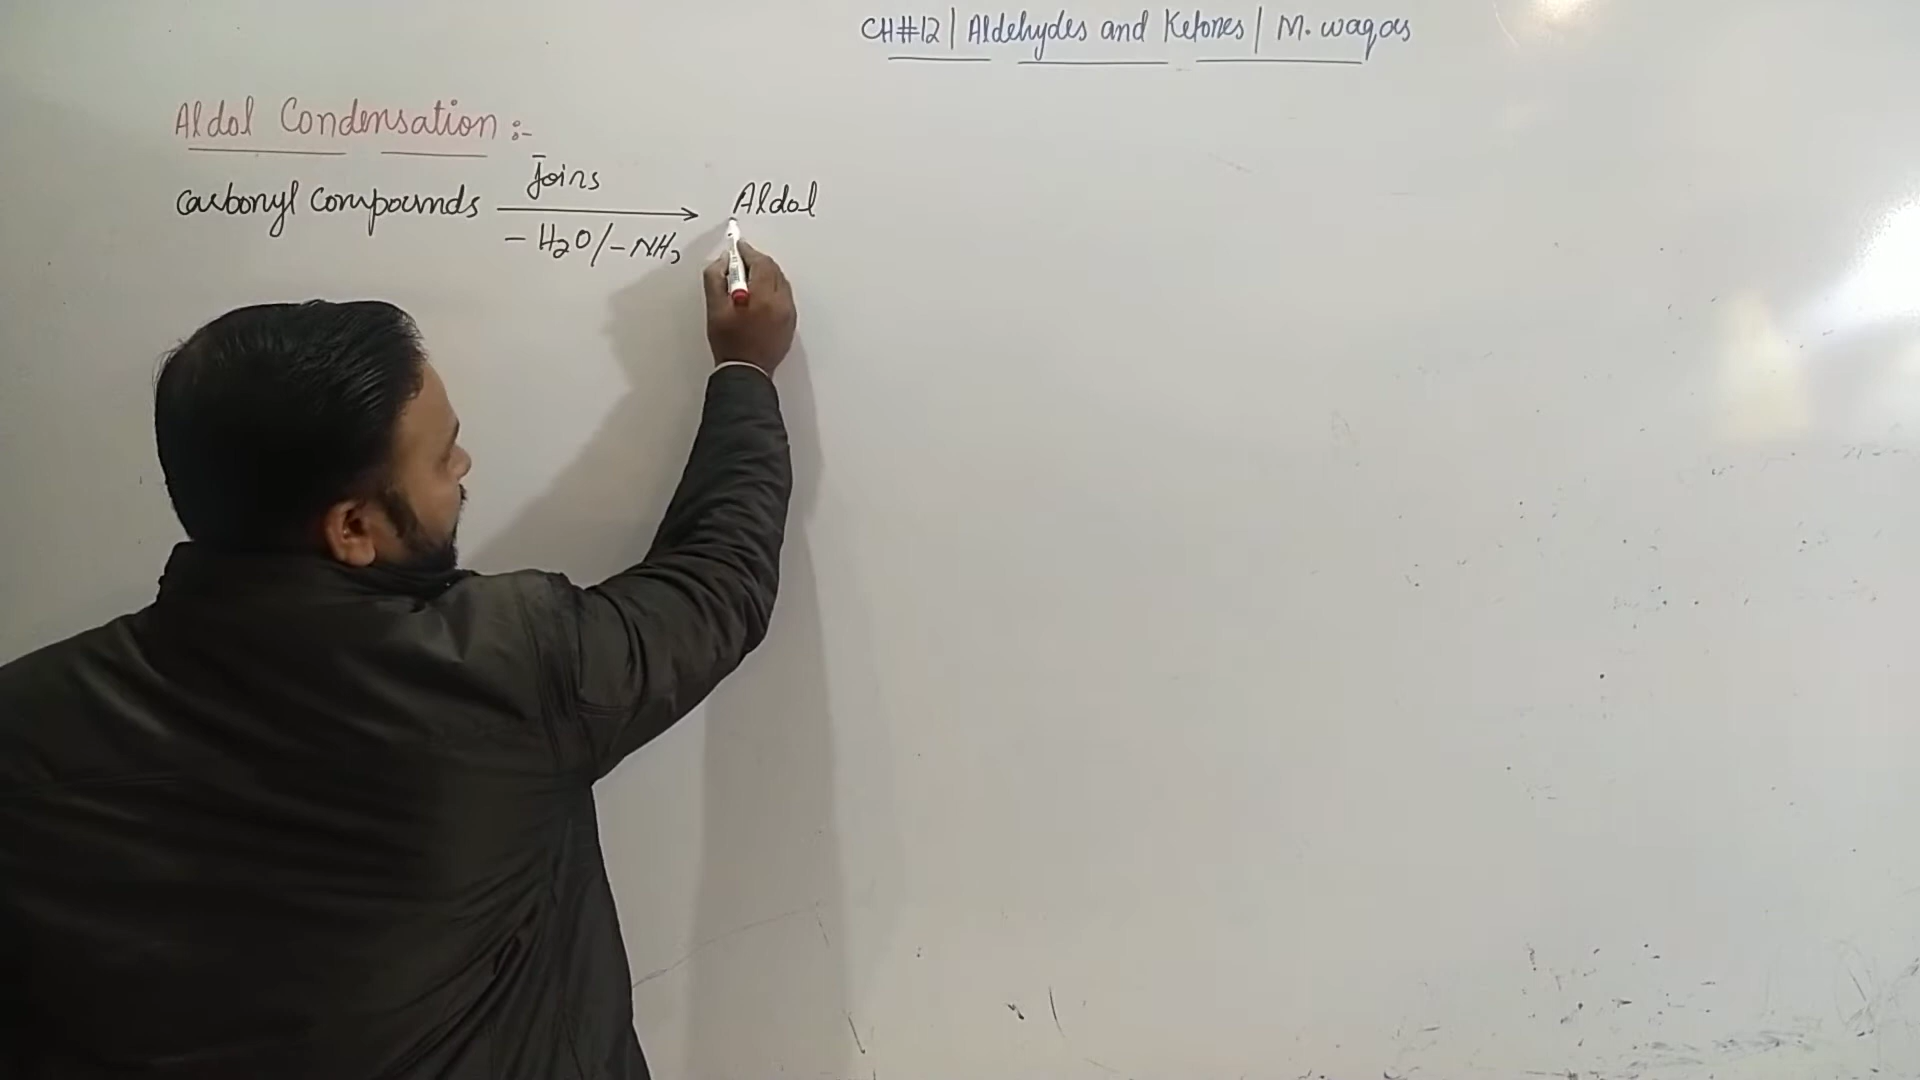 CH#12 | Aldehydes and Ketones | M. waqas
Aldol Condensation :-
Carbonyl Compounds Joins Aldol
- H2O/- NH3